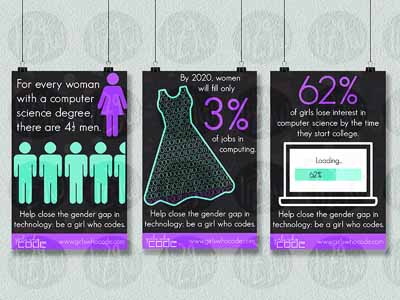 For every woman
with a computer
science degree,
there are 4½ men.
Help close the gender gap in
technology: be a girl who codes.
code
www.girlswhocode.com
By 2020, women
will fill only
3%
of jobs in
computing.
Help close the gender gap in
technology: be a girl who codes.
code
www.girlswhocode.com
62%
of girls lose interest in
computer science by the time
they start college.
Loading...
62%
Help close the gender gap in
technology: be a girl who codes.
code
www.girlswhocode.com